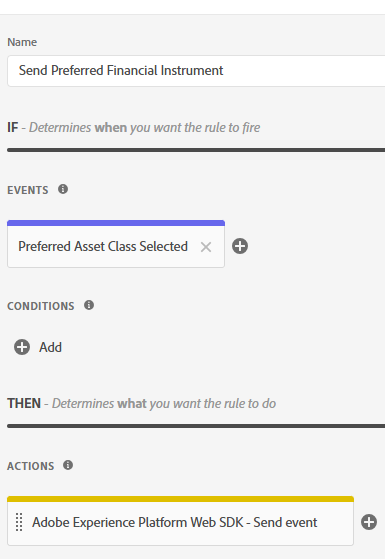 Name
Send Preferred Financial Instrument
IF - Determines when you want the rule to fire
EVENTS
Preferred Asset Class Selected
CONDITIONS
Add
THEN - Determines what you want the rule to do
ACTIONS
Adobe Experience Platform Web SDK - Send event